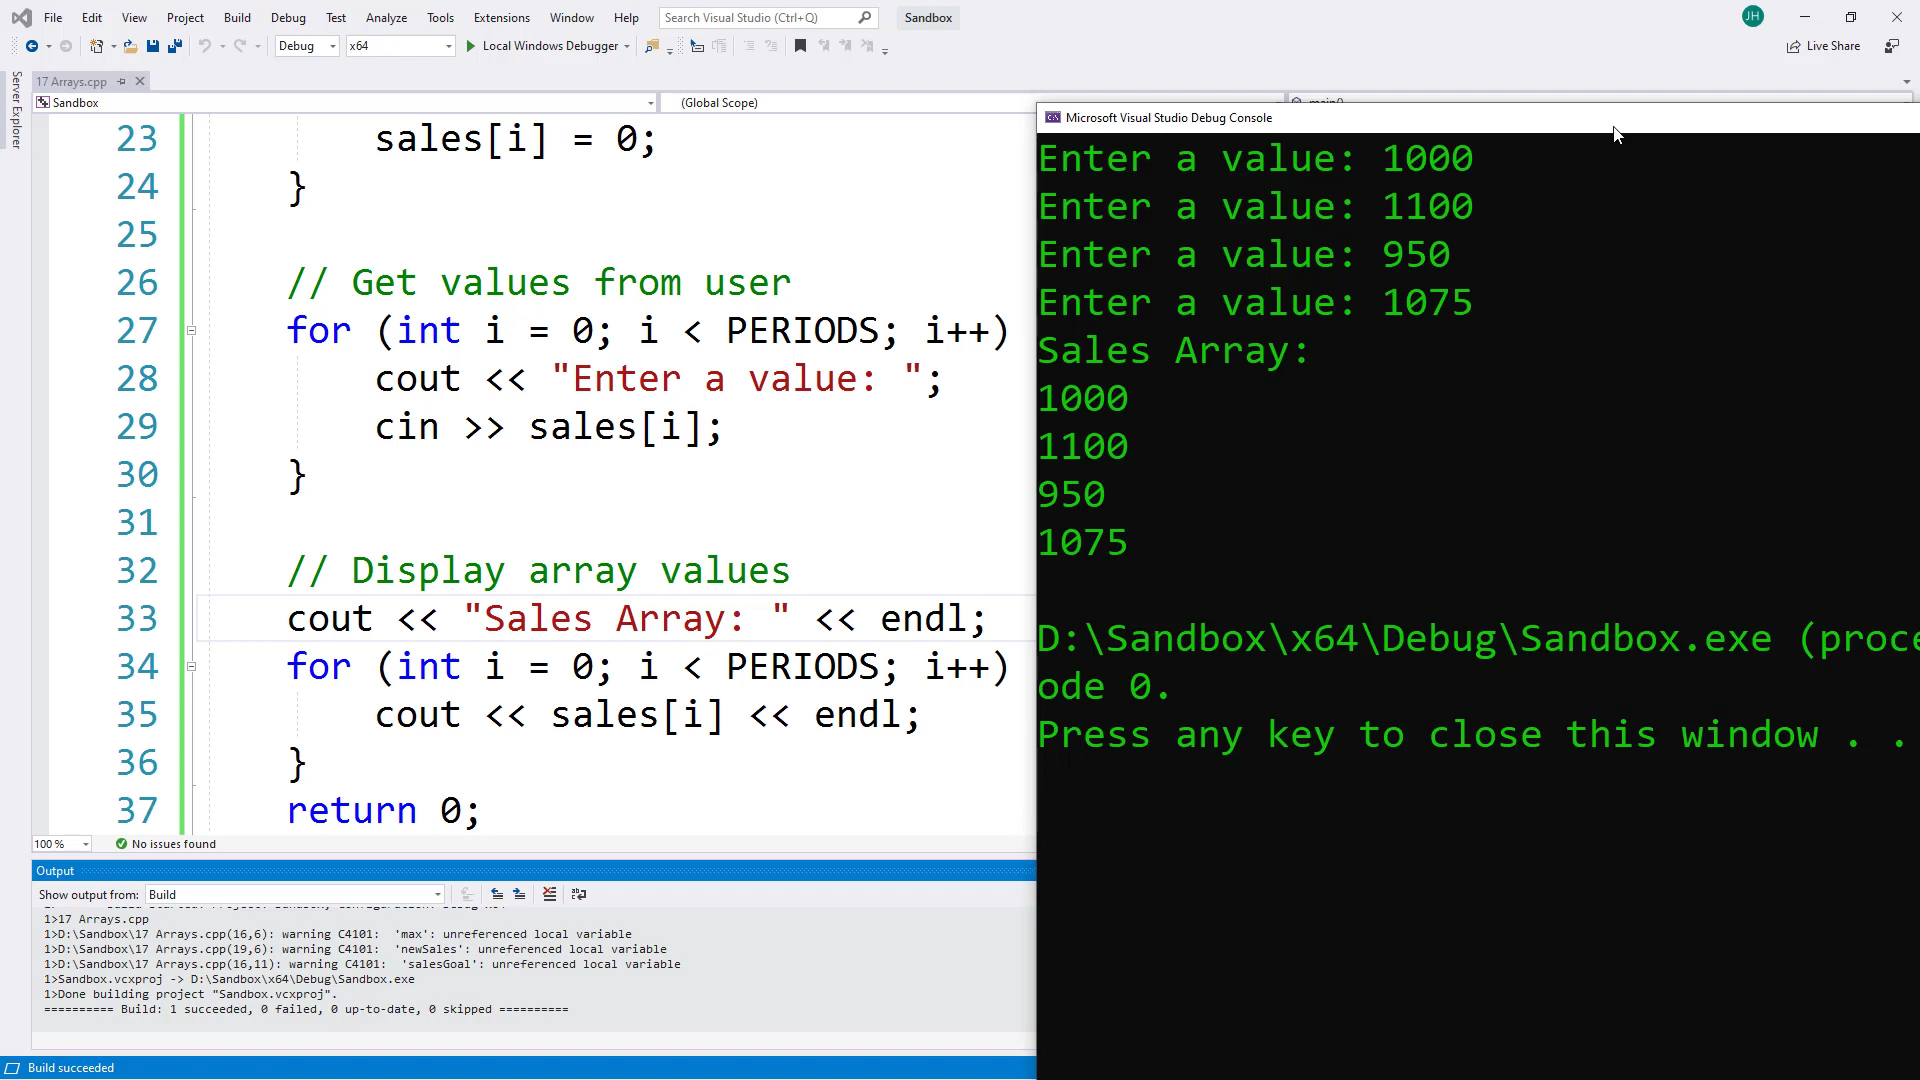 File Edit View Project Build Debug Test Analyze Tools Extensions Window Help Search Visual Studio (Ctrl+Q) Sandbox JH
Debug x64 Local Windows Debugger Live Share
Server Explorer
17 Arrays.cpp
Sandbox (Global Scope) main()
23 sales[i] = 0;
24 }
25
26 // Get values from user
27 for (int i = 0; i < PERIODS; i++)
28 cout << "Enter a value: ";
29 cin >> sales[i];
30 }
31
32 // Display array values
33 cout << "Sales Array: " << endl;
34 for (int i = 0; i < PERIODS; i++)
35 cout << sales[i] << endl;
36 }
37 return 0;
100 % No issues found
Output
Show output from: Build
1>17 Arrays.cpp
1>D:\Sandbox\17 Arrays.cpp(16,6): warning C4101:  'max': unreferenced local variable
1>D:\Sandbox\17 Arrays.cpp(19,6): warning C4101:  'newSales': unreferenced local variable
1>D:\Sandbox\17 Arrays.cpp(16,11): warning C4101:  'salesGoal': unreferenced local variable
1>Sandbox.vcxproj -> D:\Sandbox\x64\Debug\Sandbox.exe
1>Done building project "Sandbox.vcxproj".
========== Build: 1 succeeded, 0 failed, 0 up-to-date, 0 skipped ==========
Build succeeded
Microsoft Visual Studio Debug Console
Enter a value: 1000
Enter a value: 1100
Enter a value: 950
Enter a value: 1075
Sales Array:
1000
1100
950
1075
D:\Sandbox\x64\Debug\Sandbox.exe (proce
ode 0.
Press any key to close this window . .